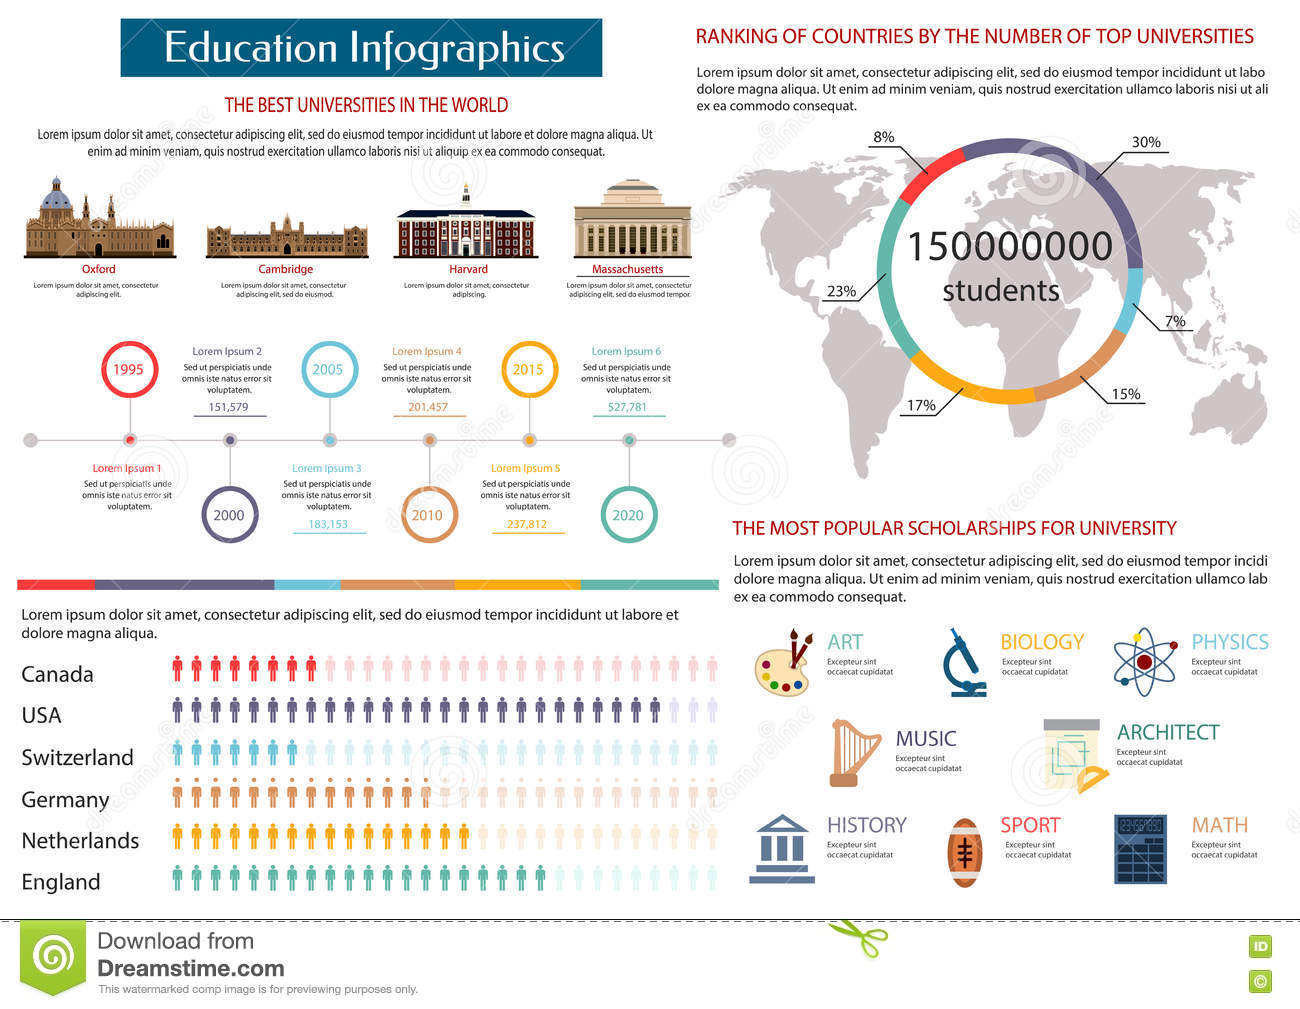 Education Infographics
THE BEST UNIVERSITIES IN THE WORLD
Lorem ipsum dolor sit amet, consectetur adipiscing elit, sed do eiusmod tempor incididunt ut labore et dolore magna aliqua. Ut
enim ad minim veniam, quis nostrud exercitation ullamco laboris nisi ut aliquip ex ea commodo consequat.
Oxford
Lorem ipsum dolor sit amet, consectetur
adipiscing elit.
Cambridge
Lorem ipsum dolor sit amet, consectetur
adipiscing elit, sed do eiusmod.
Harvard
Lorem ipsum dolor sit amet, consectetur
adipiscing.
Massachusetts
Lorem ipsum dolor sit amet, consectetur
adipiscing elit, sed do eiusmod tempor.
1995
Lorem Ipsum 1
Sed ut perspiciatis unde
omnis iste natus error sit
voluptatem.
Lorem Ipsum 2
Sed ut perspiciatis unde
omnis iste natus error sit
voluptatem.
151,579
2000
2005
Lorem Ipsum 3
Sed ut perspiciatis unde
omnis iste natus error sit
voluptatem.
183,153
Lorem Ipsum 4
Sed ut perspiciatis unde
omnis iste natus error sit
voluptatem.
201,457
2010
2015
Lorem Ipsum 5
Sed ut perspiciatis unde
omnis iste natus error sit
voluptatem.
237,812
Lorem Ipsum 6
Sed ut perspiciatis unde
omnis iste natus error sit
voluptatem.
527,781
2020
Lorem ipsum dolor sit amet, consectetur adipiscing elit, sed do eiusmod tempor incididunt ut labore et
dolore magna aliqua.
Canada
USA
Switzerland
Germany
Netherlands
England
RANKING OF COUNTRIES BY THE NUMBER OF TOP UNIVERSITIES
Lorem ipsum dolor sit amet, consectetur adipiscing elit, sed do eiusmod tempor incididunt ut labo
dolore magna aliqua. Ut enim ad minim veniam, quis nostrud exercitation ullamco laboris nisi ut ali
ex ea commodo consequat.
8%
30%
150000000
students
23%
7%
17%
15%
THE MOST POPULAR SCHOLARSHIPS FOR UNIVERSITY
Lorem ipsum dolor sit amet, consectetur adipiscing elit, sed do eiusmod tempor incidi
dolore magna aliqua. Ut enim ad minim veniam, quis nostrud exercitation ullamco lab
ex ea commodo consequat.
ART
Excepteur sint
occaecat cupidatat
BIOLOGY
Excepteur sint
occaecat cupidatat
PHYSICS
Excepteur sint
occaecat cupidatat
MUSIC
Excepteur sint
occaecat cupidatat
ARCHITECT
Excepteur sint
occaecat cupidatat
HISTORY
Excepteur sint
occaecat cupidatat
SPORT
Excepteur sint
occaecat cupidatat
MATH
Excepteur sint
occaecat cupidatat
Download from
Dreamstime.com
This watermarked comp image is for previewing purposes only.
ID
©